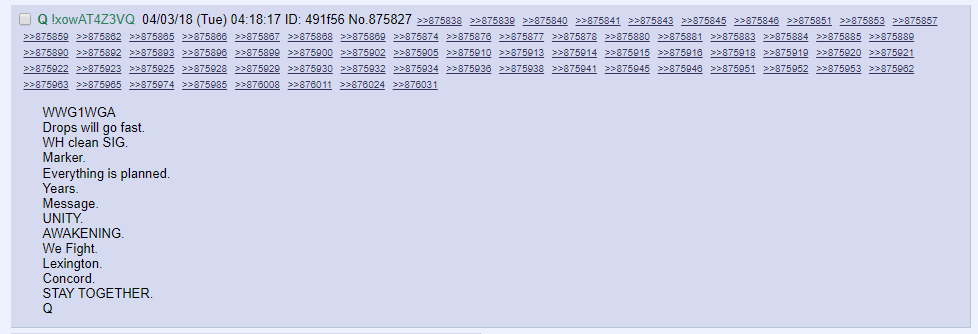 Q !xowAT4Z3VQ 04/03/18 (Tue) 04:18:17 ID: 491f56 No.875827 >>875838 >>875839 >>875840 >>875841 >>875843 >>875845 >>875846 >>875851 >>875853 >>875857
>>875859 >>875862 >>875865 >>875866 >>875867 >>875868 >>875869 >>875874 >>875876 >>875877 >>875878 >>875880 >>875881 >>875883 >>875884 >>875885 >>875889
>>875890 >>875892 >>875893 >>875896 >>875899 >>875900 >>875902 >>875905 >>875910 >>875913 >>875914 >>875915 >>875916 >>875918 >>875919 >>875920 >>875921
>>875922 >>875923 >>875925 >>875928 >>875929 >>875930 >>875932 >>875934 >>875936 >>875938 >>875941 >>875945 >>875946 >>875951 >>875952 >>875953 >>875962
>>875963 >>875965 >>875974 >>875985 >>876008 >>876011 >>876024 >>876031
WWG1WGA
Drops will go fast.
WH clean SIG.
Marker.
Everything is planned.
Years.
Message.
UNITY.
AWAKENING.
We Fight.
Lexington.
Concord.
STAY TOGETHER.
Q